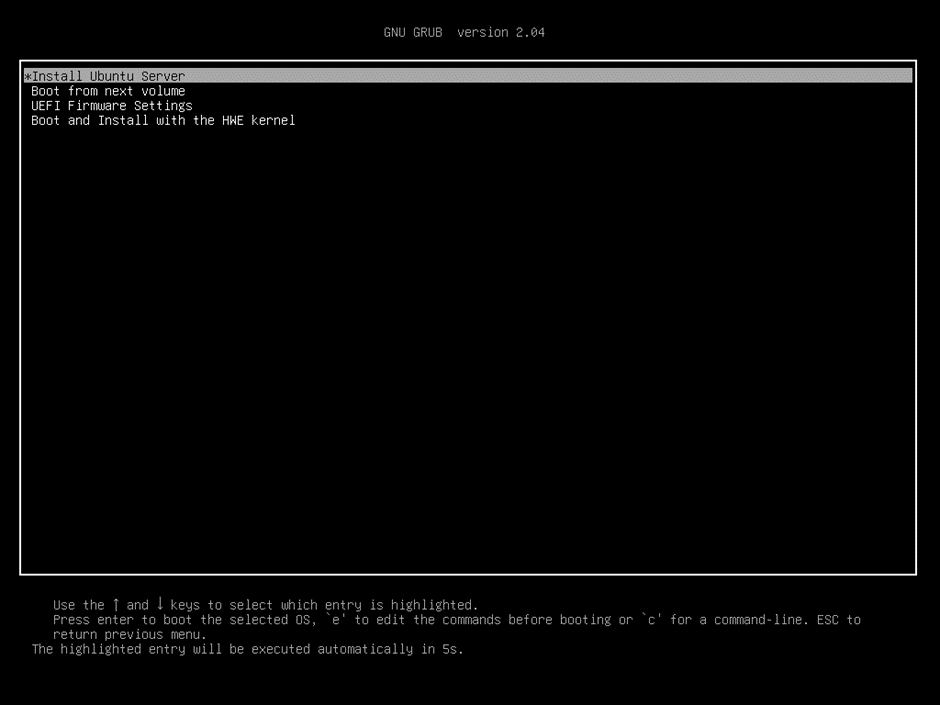 GNU GRUB  version 2.04
*Install Ubuntu Server
Boot from next volume
UEFI Firmware Settings
Boot and Install with the HWE kernel
Use the ↑ and ↓ keys to select which entry is highlighted.
Press enter to boot the selected OS, `e' to edit the commands before booting or `c' for a command-line. ESC to
return previous menu.
The highlighted entry will be executed automatically in 5s.